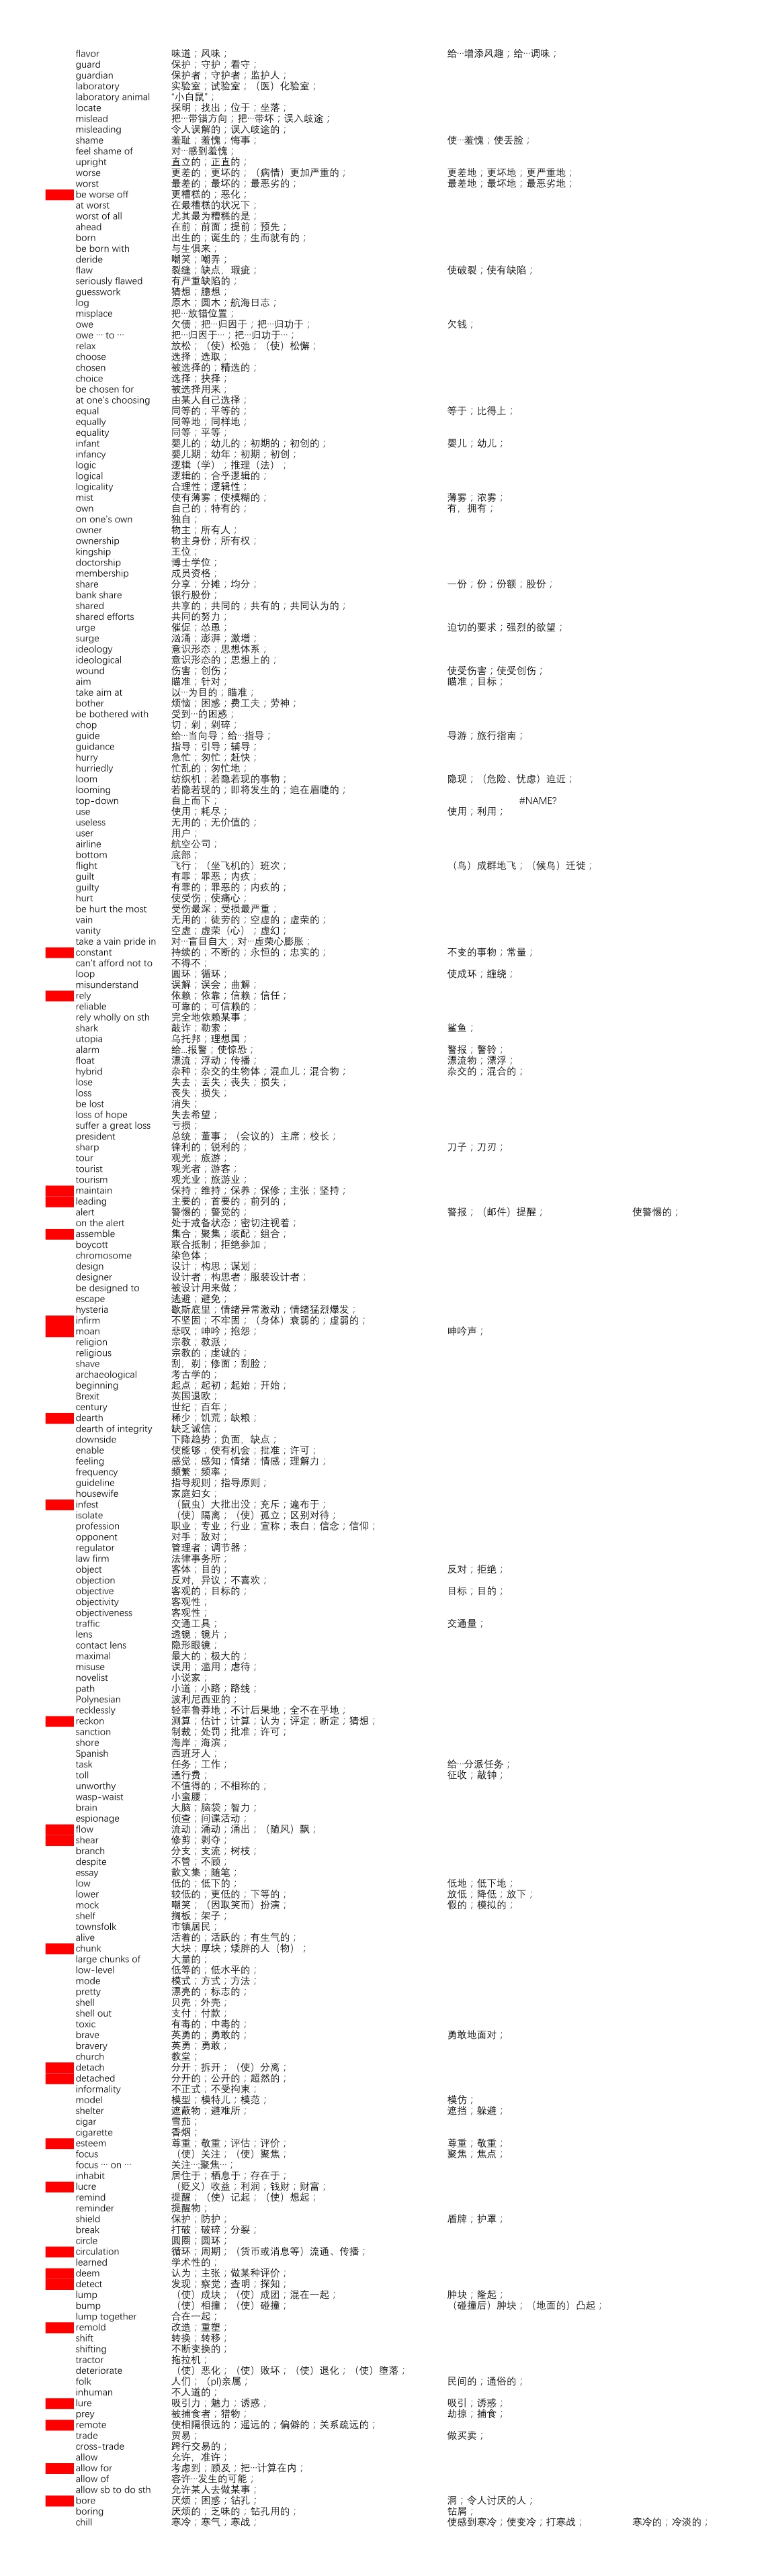 flavor 味道；风味； 给…增添风趣；给…调味；
guard 保护；守护；看守；
guardian 保护者；守护者；监护人；
laboratory 实验室；试验室；（医）化验室；
laboratory animal "小白鼠"；
locate 探明；找出；位于；坐落；
mislead 把…带错方向；把…带坏；误入歧途；
misleading 令人误解的；误入歧途的；
shame 羞耻；羞愧；侮事； 使…羞愧；使丢脸；
feel shame of 对…感到羞愧；
upright 直立的；正直的；
worse 更差的；更坏的；（病情）更加严重的； 更差地；更坏地；更严重地；
worst 最差的；最坏的；最恶劣的； 最差地；最坏地；最恶劣地；
be worse off 更糟糕的；恶化；
at worst 在最糟糕的状况下；
worst of all 尤其最为糟糕的是；
ahead 在前；前面；提前；预先；
born 出生的；诞生的；生而就有的；
be born with 与生俱来；
deride 嘲笑；嘲弄；
flaw 裂缝；缺点，瑕疵； 使破裂；使有缺陷；
seriously flawed 有严重缺陷的；
guesswork 猜想；臆想；
log 原木；圆木；航海日志；
misplace 把…放错位置；
owe 欠债；把…归因于；把…归功于； 欠钱；
owe … to … 把…归因于…；把…归功于…；
relax 放松；（使）松弛；（使）松懈；
choose 选择；选取；
chosen 被选择的；精选的；
choice 选择；抉择；
be chosen for 被选择用来；
at one's choosing 由某人自己选择；
equal 同等的；平等的； 等于；比得上；
equally 同等地；同样地；
equality 同等；平等；
infant 婴儿的；幼儿的；初期的；初创的； 婴儿；幼儿；
infancy 婴儿期；幼年；初期；初创；
logic 逻辑（学）；推理（法）；
logical 逻辑的；合乎逻辑的；
logicality 合理性；逻辑性；
mist 使有薄雾；使模糊的； 薄雾；浓雾；
own 自己的；特有的； 有，拥有；
on one's own 独自；
owner 物主；所有人；
ownership 物主身份；所有权；
kingship 王位；
doctorship 博士学位；
membership 成员资格；
share 分享；分摊；均分； 一份；份；份额；股份；
bank share 银行股份；
shared 共享的；共同的；共有的；共同认为的；
shared efforts 共同的努力；
urge 催促；怂恿； 迫切的要求；强烈的欲望；
surge 汹涌；澎湃；激增；
ideology 意识形态；思想体系；
ideological 意识形态的；思想上的；
wound 伤害；创伤； 使受伤害；使受创伤；
aim 瞄准；针对； 瞄准；目标；
take aim at 以…为目的；瞄准；
bother 烦恼；困惑；费工夫；劳神；
be bothered with 受到…的困惑；
chop 切；剁；剁碎；
guide 给…当向导；给…指导； 导游；旅行指南；
guidance 指导；引导；辅导；
hurry 急忙；匆忙；赶快；
hurriedly 忙乱的；匆忙地；
loom 纺织机；若隐若现的事物； 隐现；（危险、忧虑）迫近；
looming 若隐若现的；即将发生的；迫在眉睫的；
top-down 自上而下； #NAME?
use 使用；耗尽； 使用；利用；
useless 无用的；无价值的；
user 用户；
airline 航空公司；
bottom 底部；
flight 飞行；（坐飞机的）班次； （鸟）成群地飞；（候鸟）迁徙；
guilt 有罪；罪恶；内疚；
guilty 有罪的；罪恶的；内疚的；
hurt 使受伤；使痛心；
be hurt the most 受伤最深；受损最严重；
vain 无用的；徒劳的；空虚的；虚荣的；
vanity 空虚；虚荣（心）；虚幻；
take a vain pride in 对…盲目自大；对…虚荣心膨胀；
constant 持续的；不断的；永恒的；忠实的； 不变的事物；常量；
can't afford not to 不得不；
loop 圆环；循环； 使成环；缠绕；
misunderstand 误解；误会；曲解；
rely 依赖；依靠；信赖；信任；
reliable 可靠的；可信赖的；
rely wholly on sth 完全地依赖某事；
shark 敲诈；勒索； 鲨鱼；
utopia 乌托邦；理想国；
alarm 给...报警；使惊恐； 警报；警铃；
float 漂流；浮动；传播； 漂流物；漂浮；
hybrid 杂种；杂交的生物体；混血儿；混合物； 杂交的；混合的；
lose 失去；丢失；丧失；损失；
loss 丧失；损失；
be lost 消失；
loss of hope 失去希望；
suffer a great loss 亏损；
president 总统；董事；（会议的）主席；校长；
sharp 锋利的；锐利的； 刀子；刀刃；
tour 观光；旅游；
tourist 观光者；游客；
tourism 观光业；旅游业；
maintain 保持；维持；保养；保修；主张；坚持；
leading 主要的；首要的；前列的；
alert 警惕的；警觉的； 警报；（邮件）提醒； 使警惕的；
on the alert 处于戒备状态；密切注视着；
assemble 集合；聚集；装配；组合；
boycott 联合抵制；拒绝参加；
chromosome 染色体；
design 设计；构思；谋划；
designer 设计者；构思者；服装设计者；
be designed to 被设计用来做；
escape 逃避；避免；
hysteria 歇斯底里；情绪异常激动；情绪猛烈爆发；
infirm 不坚固；不牢固；（身体）衰弱的；虚弱的；
moan 悲叹；呻吟；抱怨； 呻吟声；
religion 宗教；教派；
religious 宗教的；虔诚的；
shave 刮，剃；修面；刮脸；
archaeological 考古学的；
beginning 起点；起初；起始；开始；
Brexit 英国退欧；
century 世纪；百年；
dearth 稀少；饥荒；缺粮；
dearth of integrity 缺乏诚信；
downside 下降趋势；负面，缺点；
enable 使能够；使有机会；批准；许可；
feeling 感觉；感知；情绪；情感；理解力；
frequency 频繁；频率；
guideline 指导规则；指导原则；
housewife 家庭妇女；
infest （鼠虫）大批出没；充斥；遍布于；
isolate （使）隔离；（使）孤立；区别对待；
profession 职业；专业；行业；宣称；表白；信念；信仰；
opponent 对手；敌对；
regulator 管理者；调节器；
law firm 法律事务所；
object 客体；目的； 反对；拒绝；
objection 反对，异议；不喜欢；
objective 客观的；目标的； 目标；目的；
objectivity 客观性；
objectiveness 客观性；
traffic 交通工具； 交通量；
lens 透镜；镜片；
contact lens 隐形眼镜；
maximal 最大的；极大的；
misuse 误用；滥用；虐待；
novelist 小说家；
path 小道；小路；路线；
Polynesian 波利尼西亚的；
recklessly 轻率鲁莽地；不计后果地；全不在乎地；
reckon 测算；估计；计算；认为；评定；断定；猜想；
sanction 制裁；处罚；批准；许可；
shore 海岸；海滨；
Spanish 西班牙人；
task 任务；工作； 给…分派任务；
toll 通行费； 征收；敲钟；
unworthy 不值得的；不相称的；
wasp-waist 小蛮腰；
brain 大脑；脑袋；智力；
espionage 侦查；间谍活动；
flow 流动；涌动；涌出；（随风）飘；
shear 修剪；剥夺；
branch 分支；支流；树枝；
despite 不管；不顾；
essay 散文集；随笔；
low 低的；低下的； 低地；低下地；
lower 较低的；更低的；下等的； 放低；降低；放下；
mock 嘲笑；（因取笑而）扮演； 假的；模拟的；
shelf 搁板；架子；
townsfolk 市镇居民；
alive 活着的；活跃的；有生气的；
chunk 大块；厚块；矮胖的人（物）；
large chunks of 大量的；
low-level 低等的；低水平的；
mode 模式；方式；方法；
pretty 漂亮的；标志的；
shell 贝壳；外壳；
shell out 支付；付款；
toxic 有毒的；中毒的；
brave 英勇的；勇敢的； 勇敢地面对；
bravery 英勇；勇敢；
church 教堂；
detach 分开；拆开；（使）分离；
detached 分开的；公开的；超然的；
informality 不正式；不受拘束；
model 模型；模特儿；模范； 模仿；
shelter 遮蔽物；避难所； 遮挡；躲避；
cigar 雪茄；
cigarette 香烟；
esteem 尊重；敬重；评估；评价； 尊重；敬重；
focus （使）关注；（使）聚焦； 聚焦；焦点；
focus … on … 关注…;聚焦…；
inhabit 居住于；栖息于；存在于；
lucre （贬义）收益；利润；钱财；财富；
remind 提醒；（使）记起；（使）想起；
reminder 提醒物；
shield 保护；防护； 盾牌；护罩；
break 打破；破碎；分裂；
circle 圆圈；圆环；
circulation 循环；周期；（货币或消息等）流通、传播；
learned 学术性的；
deem 认为；主张；做某种评价；
detect 发现；察觉；查明；探知；
lump （使）成块；（使）成团；混在一起； 肿块；隆起；
bump （使）相撞；（使）碰撞； （碰撞后）肿块；（地面的）凸起；
lump together 合在一起；
remold 改造；重塑；
shift 转换；转移；
shifting 不断变换的；
tractor 拖拉机；
deteriorate （使）恶化；（使）败坏；（使）退化；（使）堕落；
folk 人们；（pl)亲属； 民间的；通俗的；
inhuman 不人道的；
lure 吸引力；魅力；诱惑； 吸引；诱惑；
prey 被捕食者；猎物； 劫掠；捕食；
remote 使相隔很远的；遥远的；偏僻的；关系疏远的；
trade 贸易； 做买卖；
cross-trade 跨行交易的；
allow 允许，准许；
allow for 考虑到；顾及；把…计算在内；
allow of 容许…发生的可能；
allow sb to do sth 允许某人去做某事；
bore 厌烦；困惑；钻孔； 洞；令人讨厌的人；
boring 厌烦的；乏味的；钻孔用的； 钻屑；
chill 寒冷；寒气；寒战； 使感到寒冷；使变冷；打寒战； 寒冷的；冷淡的；